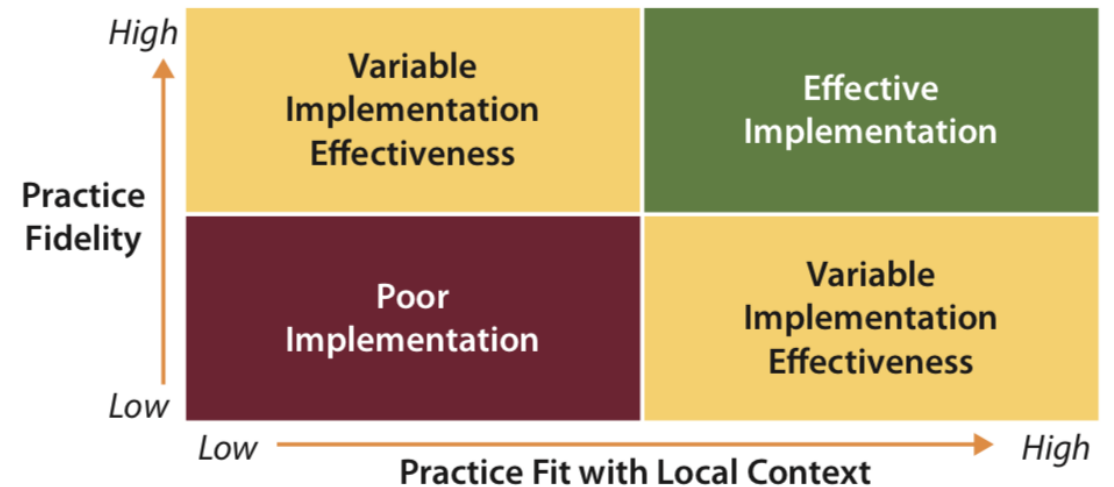 High
Variable
Implementation
Effectiveness
Effective
Implementation
Practice
Fidelity
Poor
Implementation
Variable
Implementation
Effectiveness
Low
Low
High
Practice Fit with Local Context